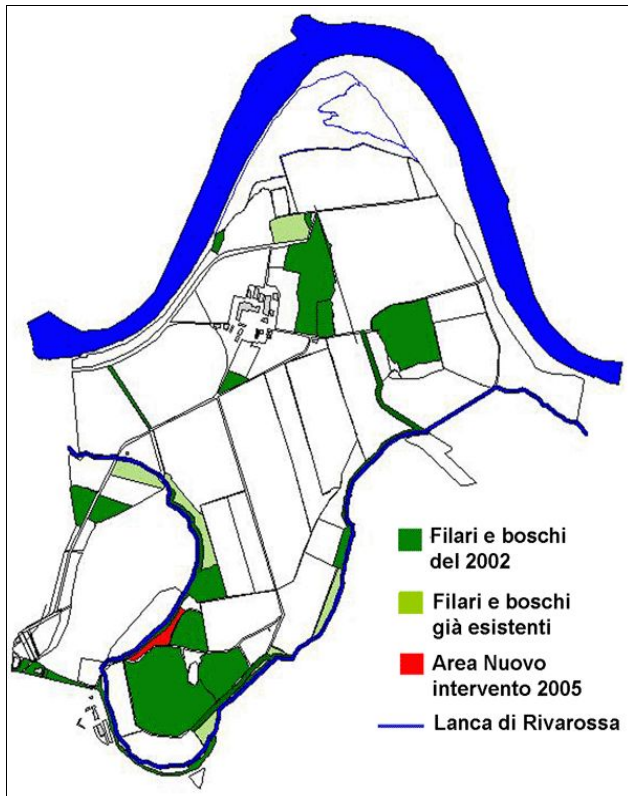 Filari e boschi
del 2002
Filari e boschi
già esistenti
Area Nuovo
intervento 2005
Lanca di Rivarossa